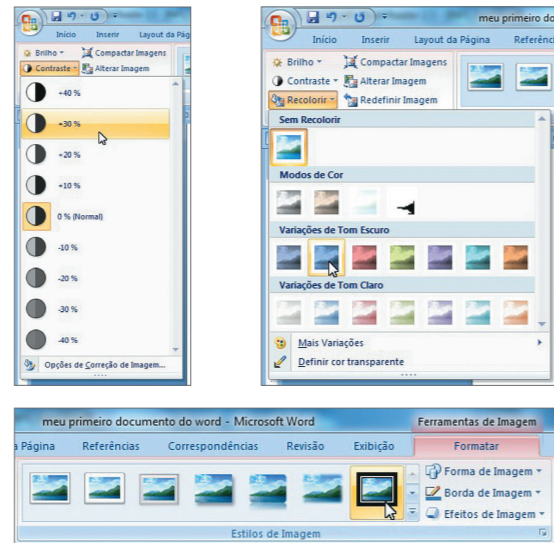 Início Inserir Layout da Pág
Brilho Compactar Imagens
Contraste Alterar Imagem
+40 %
+30 %
+20 %
+10 %
0 % (Normal)
-10 %
-20 %
-30 %
-40 %
Opções de Correção de Imagem...
meu primeiro do
Início Inserir Layout da Página Referênc
Brilho Compactar Imagens
Contraste Alterar Imagem
Recolorir Redefinir Imagem
Sem Recolorir
Modos de Cor
Variações de Tom Escuro
Variações de Tom Claro
Mais Variações
Definir cor transparente
meu primeiro documento do word - Microsoft Word Ferramentas de Imagem
a Página Referências Correspondências Revisão Exibição Formatar
Forma de Imagem
Borda de Imagem
Efeitos de Imagem
Estilos de Imagem